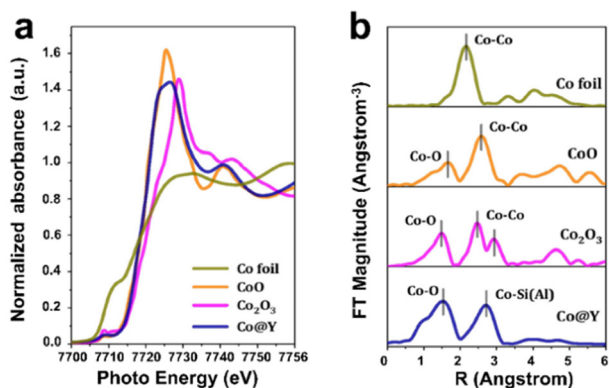 a
Normalized absorbance (a.u.)
1.6
1.4
1.2
1.0
0.8
0.6
0.4
0.2
0.0
Co foil
CoO
Co₂O₃
Co@Y
7700 7710 7720 7730 7740 7750 7756
Photo Energy (eV)
b
FT Magnitude (Angstrom⁻³)
Co-Co
Co foil
Co-Co
Co-O
CoO
Co-O
Co-Co
Co₂O₃
Co-O
Co-Si(Al)
Co@Y
0 1 2 3 4 5 6
R (Angstrom)